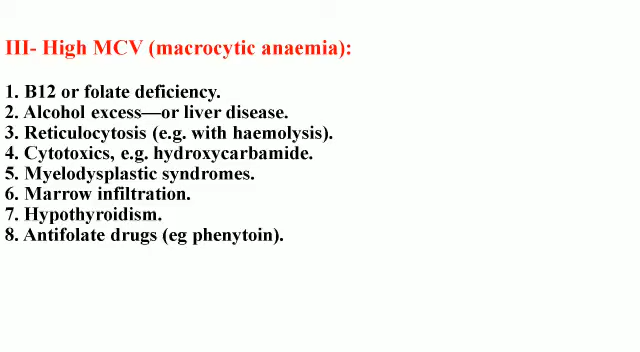 III- High MCV (macrocytic anaemia):
1. B12 or folate deficiency.
2. Alcohol excess—or liver disease.
3. Reticulocytosis (e.g. with haemolysis).
4. Cytotoxics, e.g. hydroxycarbamide.
5. Myelodysplastic syndromes.
6. Marrow infiltration.
7. Hypothyroidism.
8. Antifolate drugs (eg phenytoin).